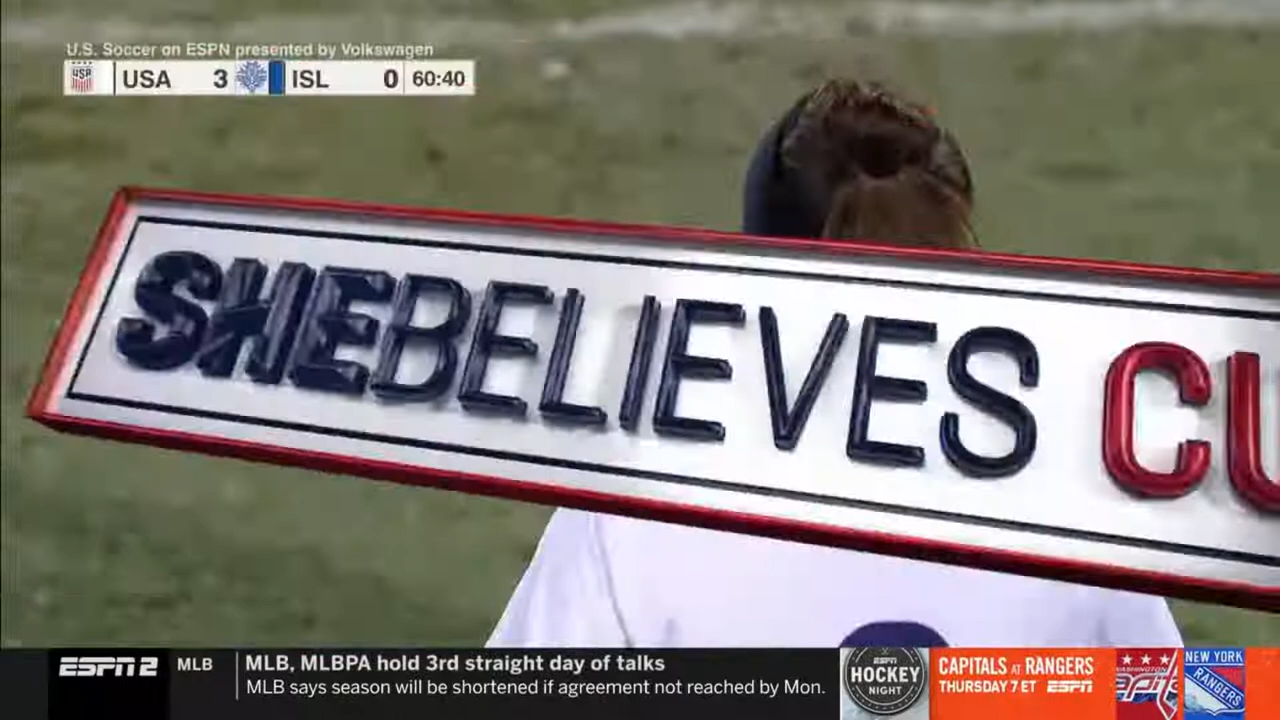 U.S. Soccer on ESPN presented by Volkswagen
USA 3 ISL 0 60:40
SHEBELIEVES CU
ESPN2 MLB MLB, MLBPA hold 3rd straight day of talks
MLB says season will be shortened if agreement not reached by Mon.
ESPN HOCKEY NIGHT
CAPITALS AT RANGERS
THURSDAY 7 ET ESPN
WASHINGTON capitals
NEW YORK RANGERS